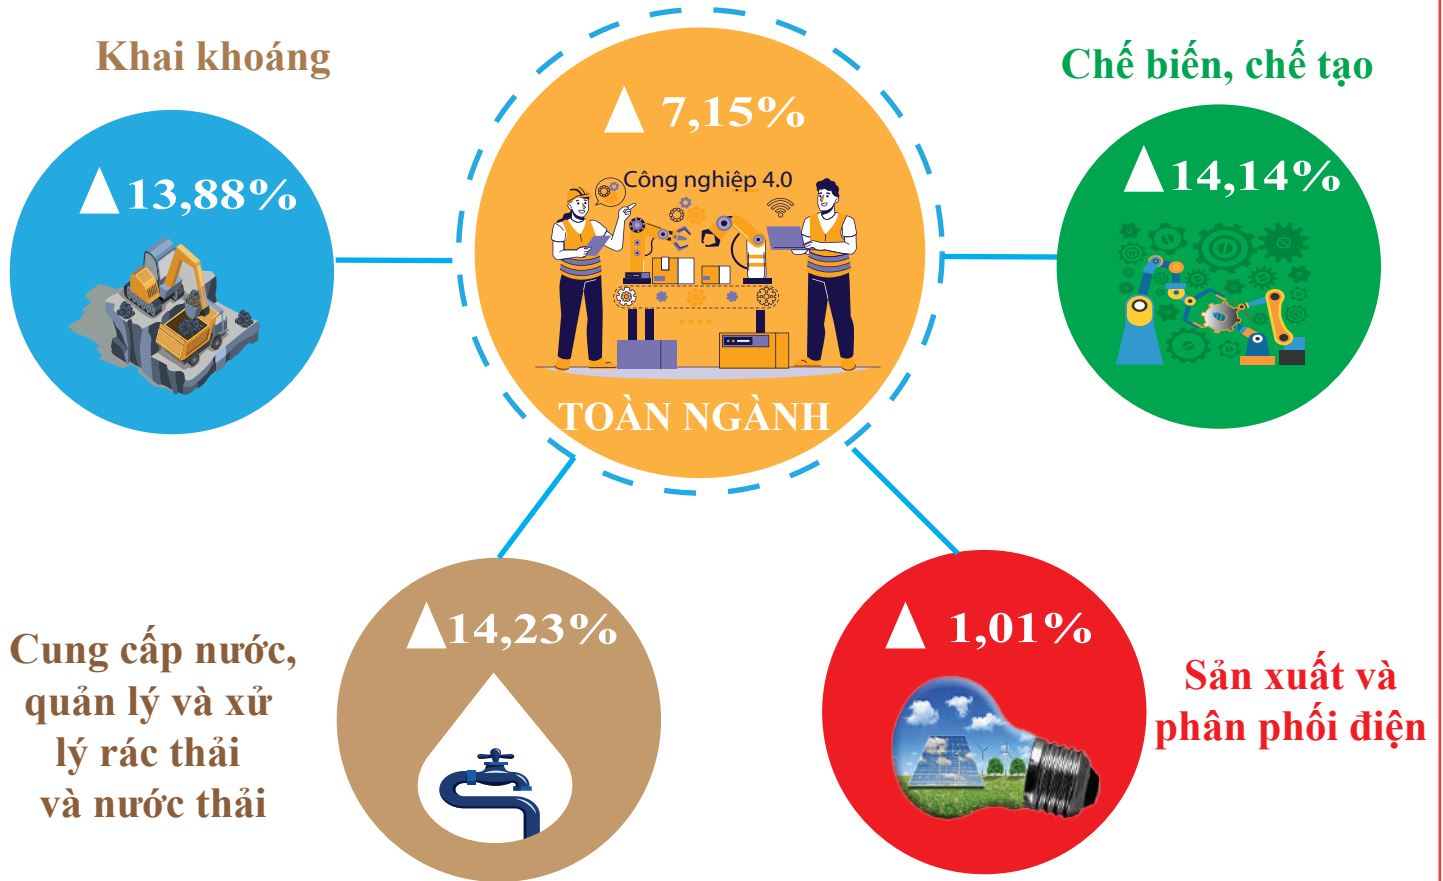 Khai khoáng
▲ 13,88%
▲ 7,15%
Công nghiệp 4.0
TOÀN NGÀNH
Chế biến, chế tạo
▲ 14,14%
Cung cấp nước,
quản lý và xử
lý rác thải
và nước thải
▲ 14,23%
▲ 1,01%
Sản xuất và
phân phối điện